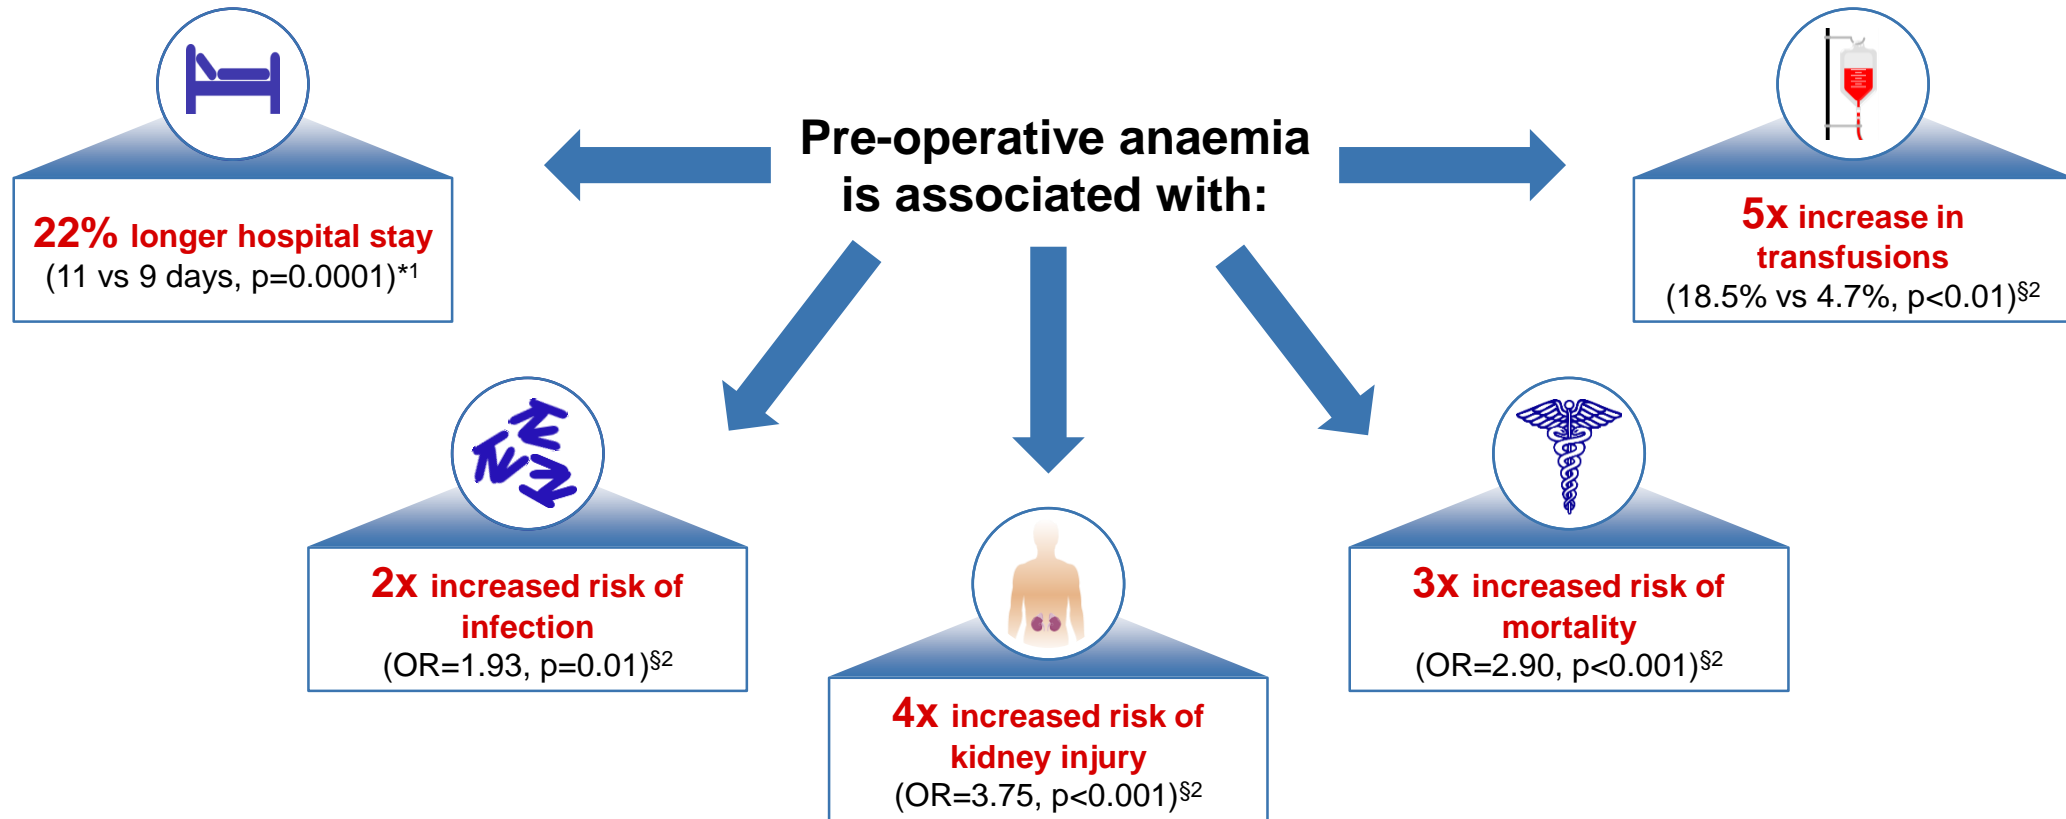 Pre-operative anaemia
is associated with:
22% longer hospital stay
(11 vs 9 days, p=0.0001)*1
5x increase in
transfusions
(18.5% vs 4.7%, p<0.01)§2
2x increased risk of
infection
(OR=1.93, p=0.01)§2
4x increased risk of
kidney injury
(OR=3.75, p<0.001)§2
3x increased risk of
mortality
(OR=2.90, p<0.001)§2